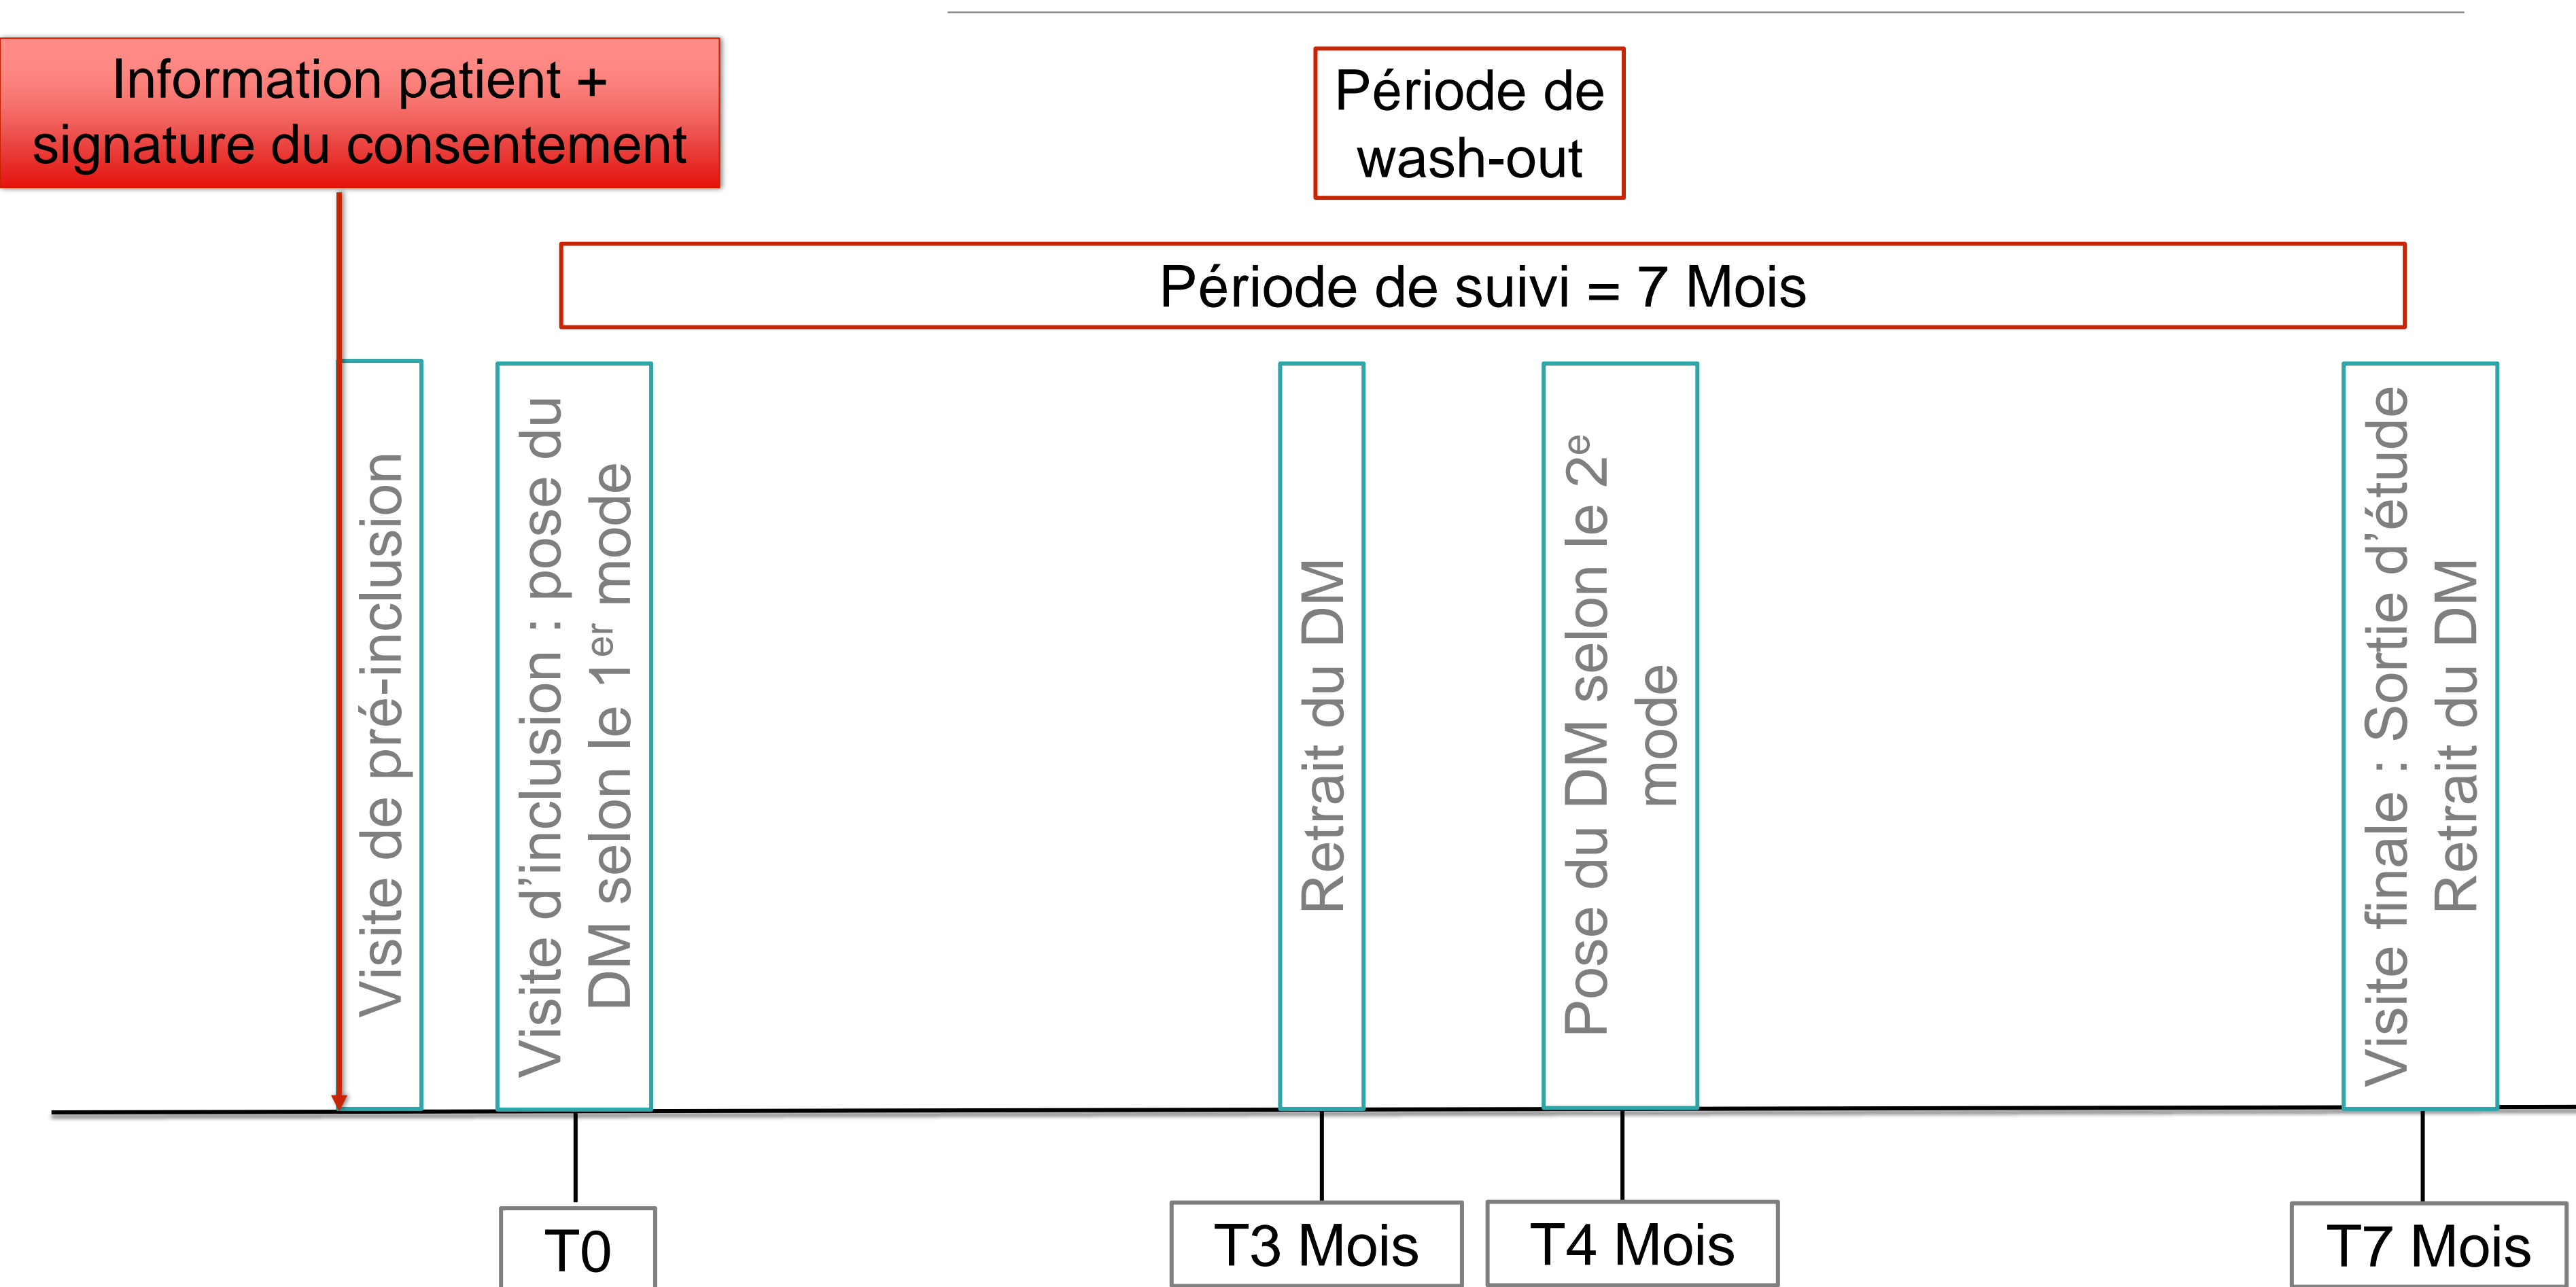 Information patient +
signature du consentement
Période de
wash-out
Période de suivi = 7 Mois
Visite de pré-inclusion
Visite d’inclusion : pose du
DM selon le 1er mode
Retrait du DM
Pose du DM selon le 2e
mode
Visite finale : Sortie d’étude
Retrait du DM
T0
T3 Mois
T4 Mois
T7 Mois